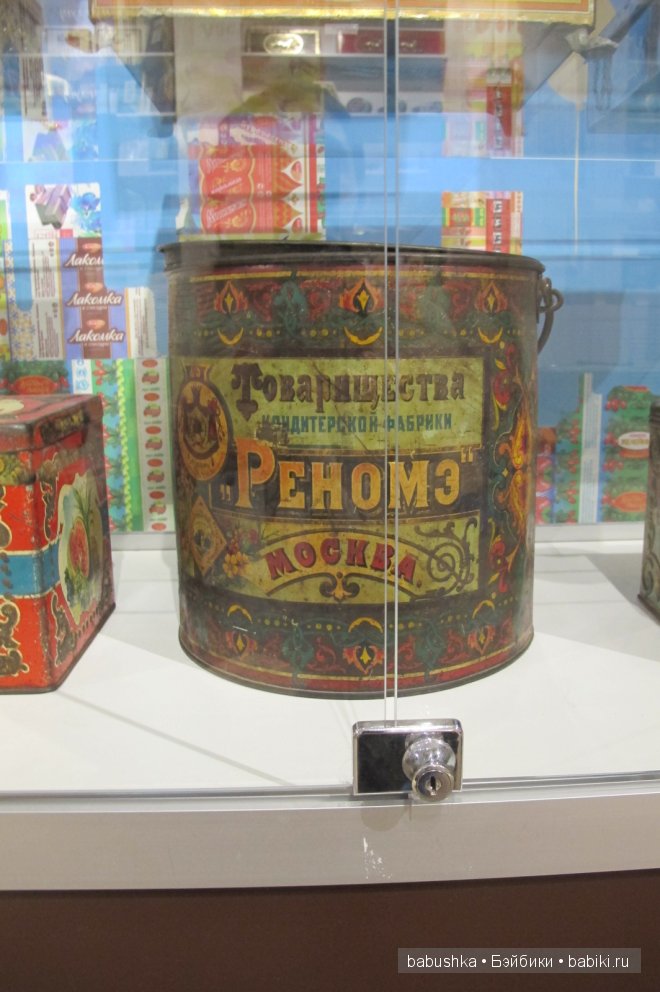 Лакомка
Лакомка
Лакомка
Товарищества
КОНДИТЕРСКОЙ ФАБРИКИ
„РЕНОМЭ“
МОСКВА.
babushka • Бэйбики • babiki.ru